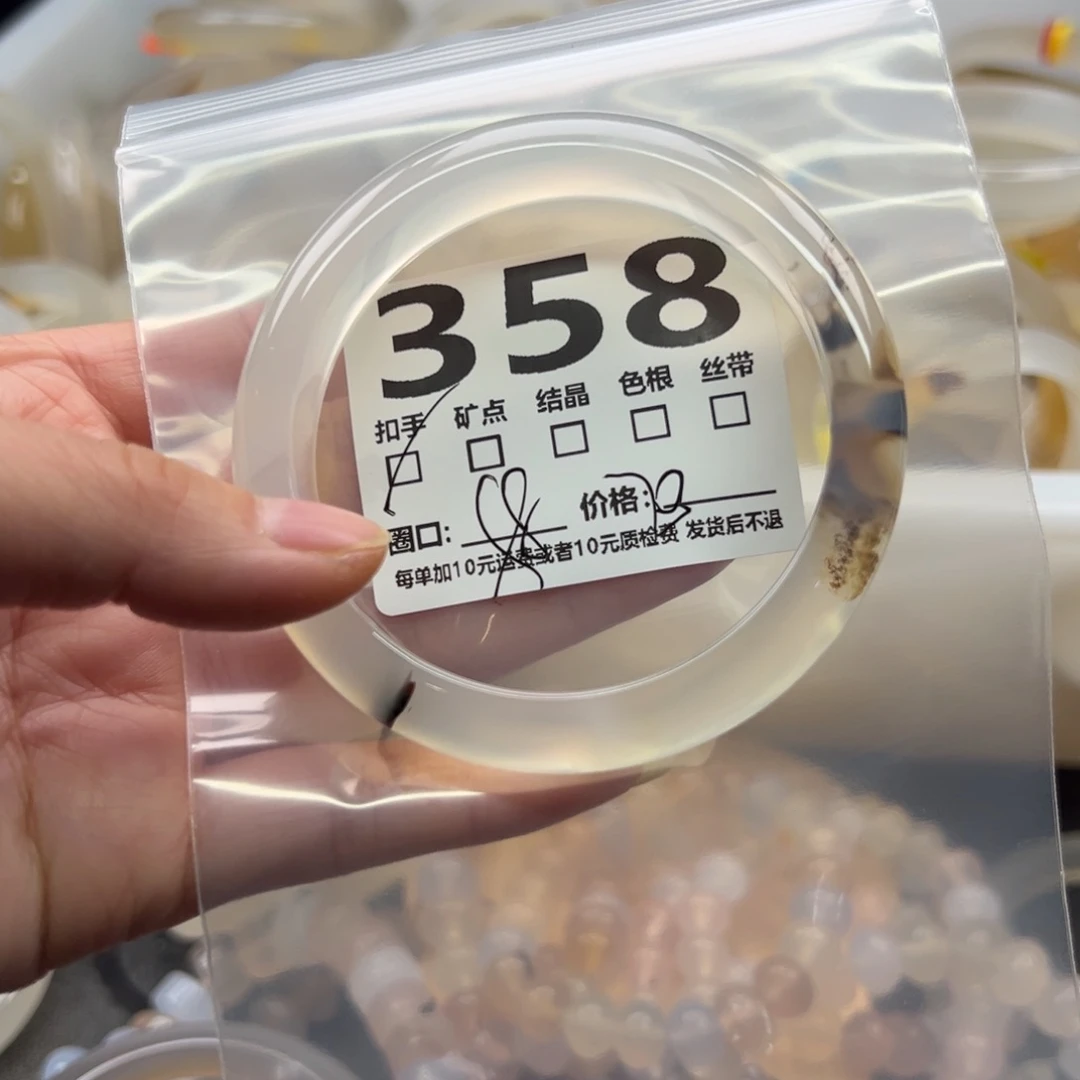 358
扣手 矿点 结晶 色根 丝带
圈口: 价格:
每单加10元运费或者10元质检费 发货后不退